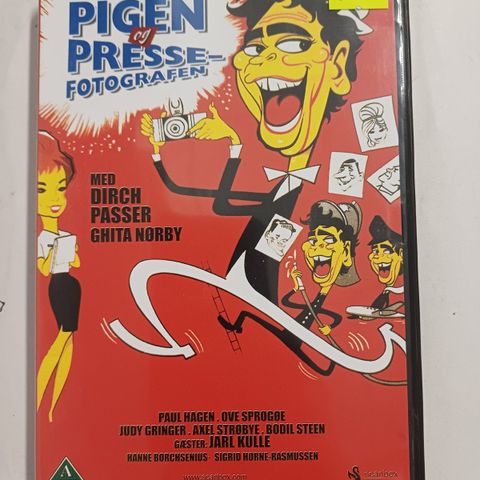 PIGEN
og
PRESSE-
FOTOGRAFEN
MED
DIRCH
PASSER
GHITA NØRBY
PAUL HAGEN . OVE SPROGØE
JUDY GRINGER . AXEL STRØBYE . BODIL STEEN
GÆSTER: JARL KULLE
HANNE BORCHSENIUS · SIGRID HORNE-RASMUSSEN
A